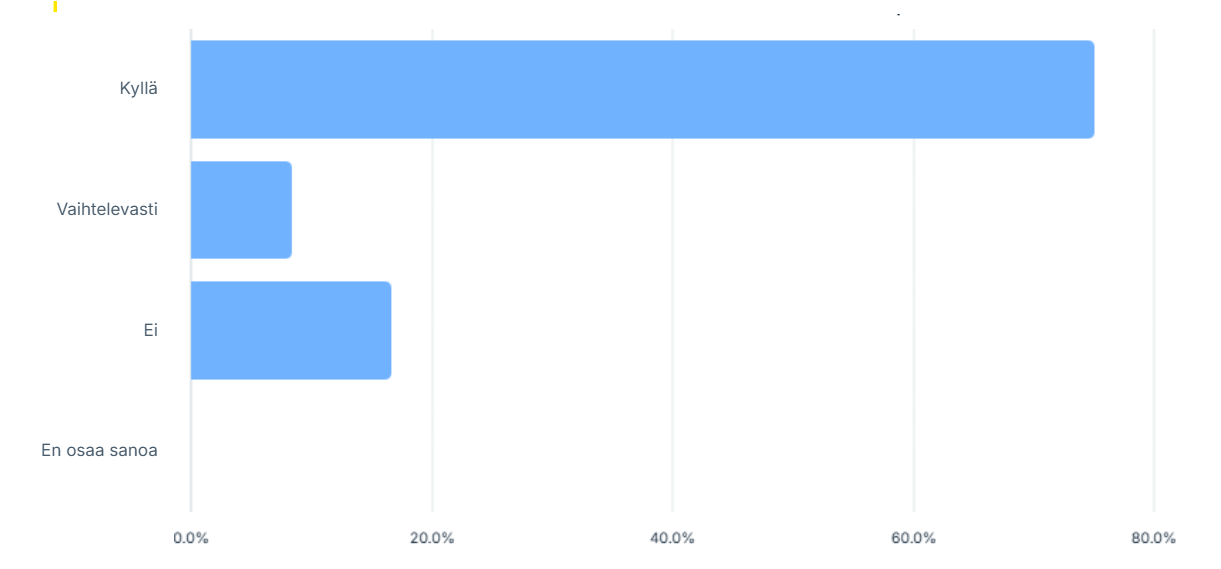 Kyllä
Vaihtelevasti
Ei
En osaa sanoa
0.0% 20.0% 40.0% 60.0% 80.0%